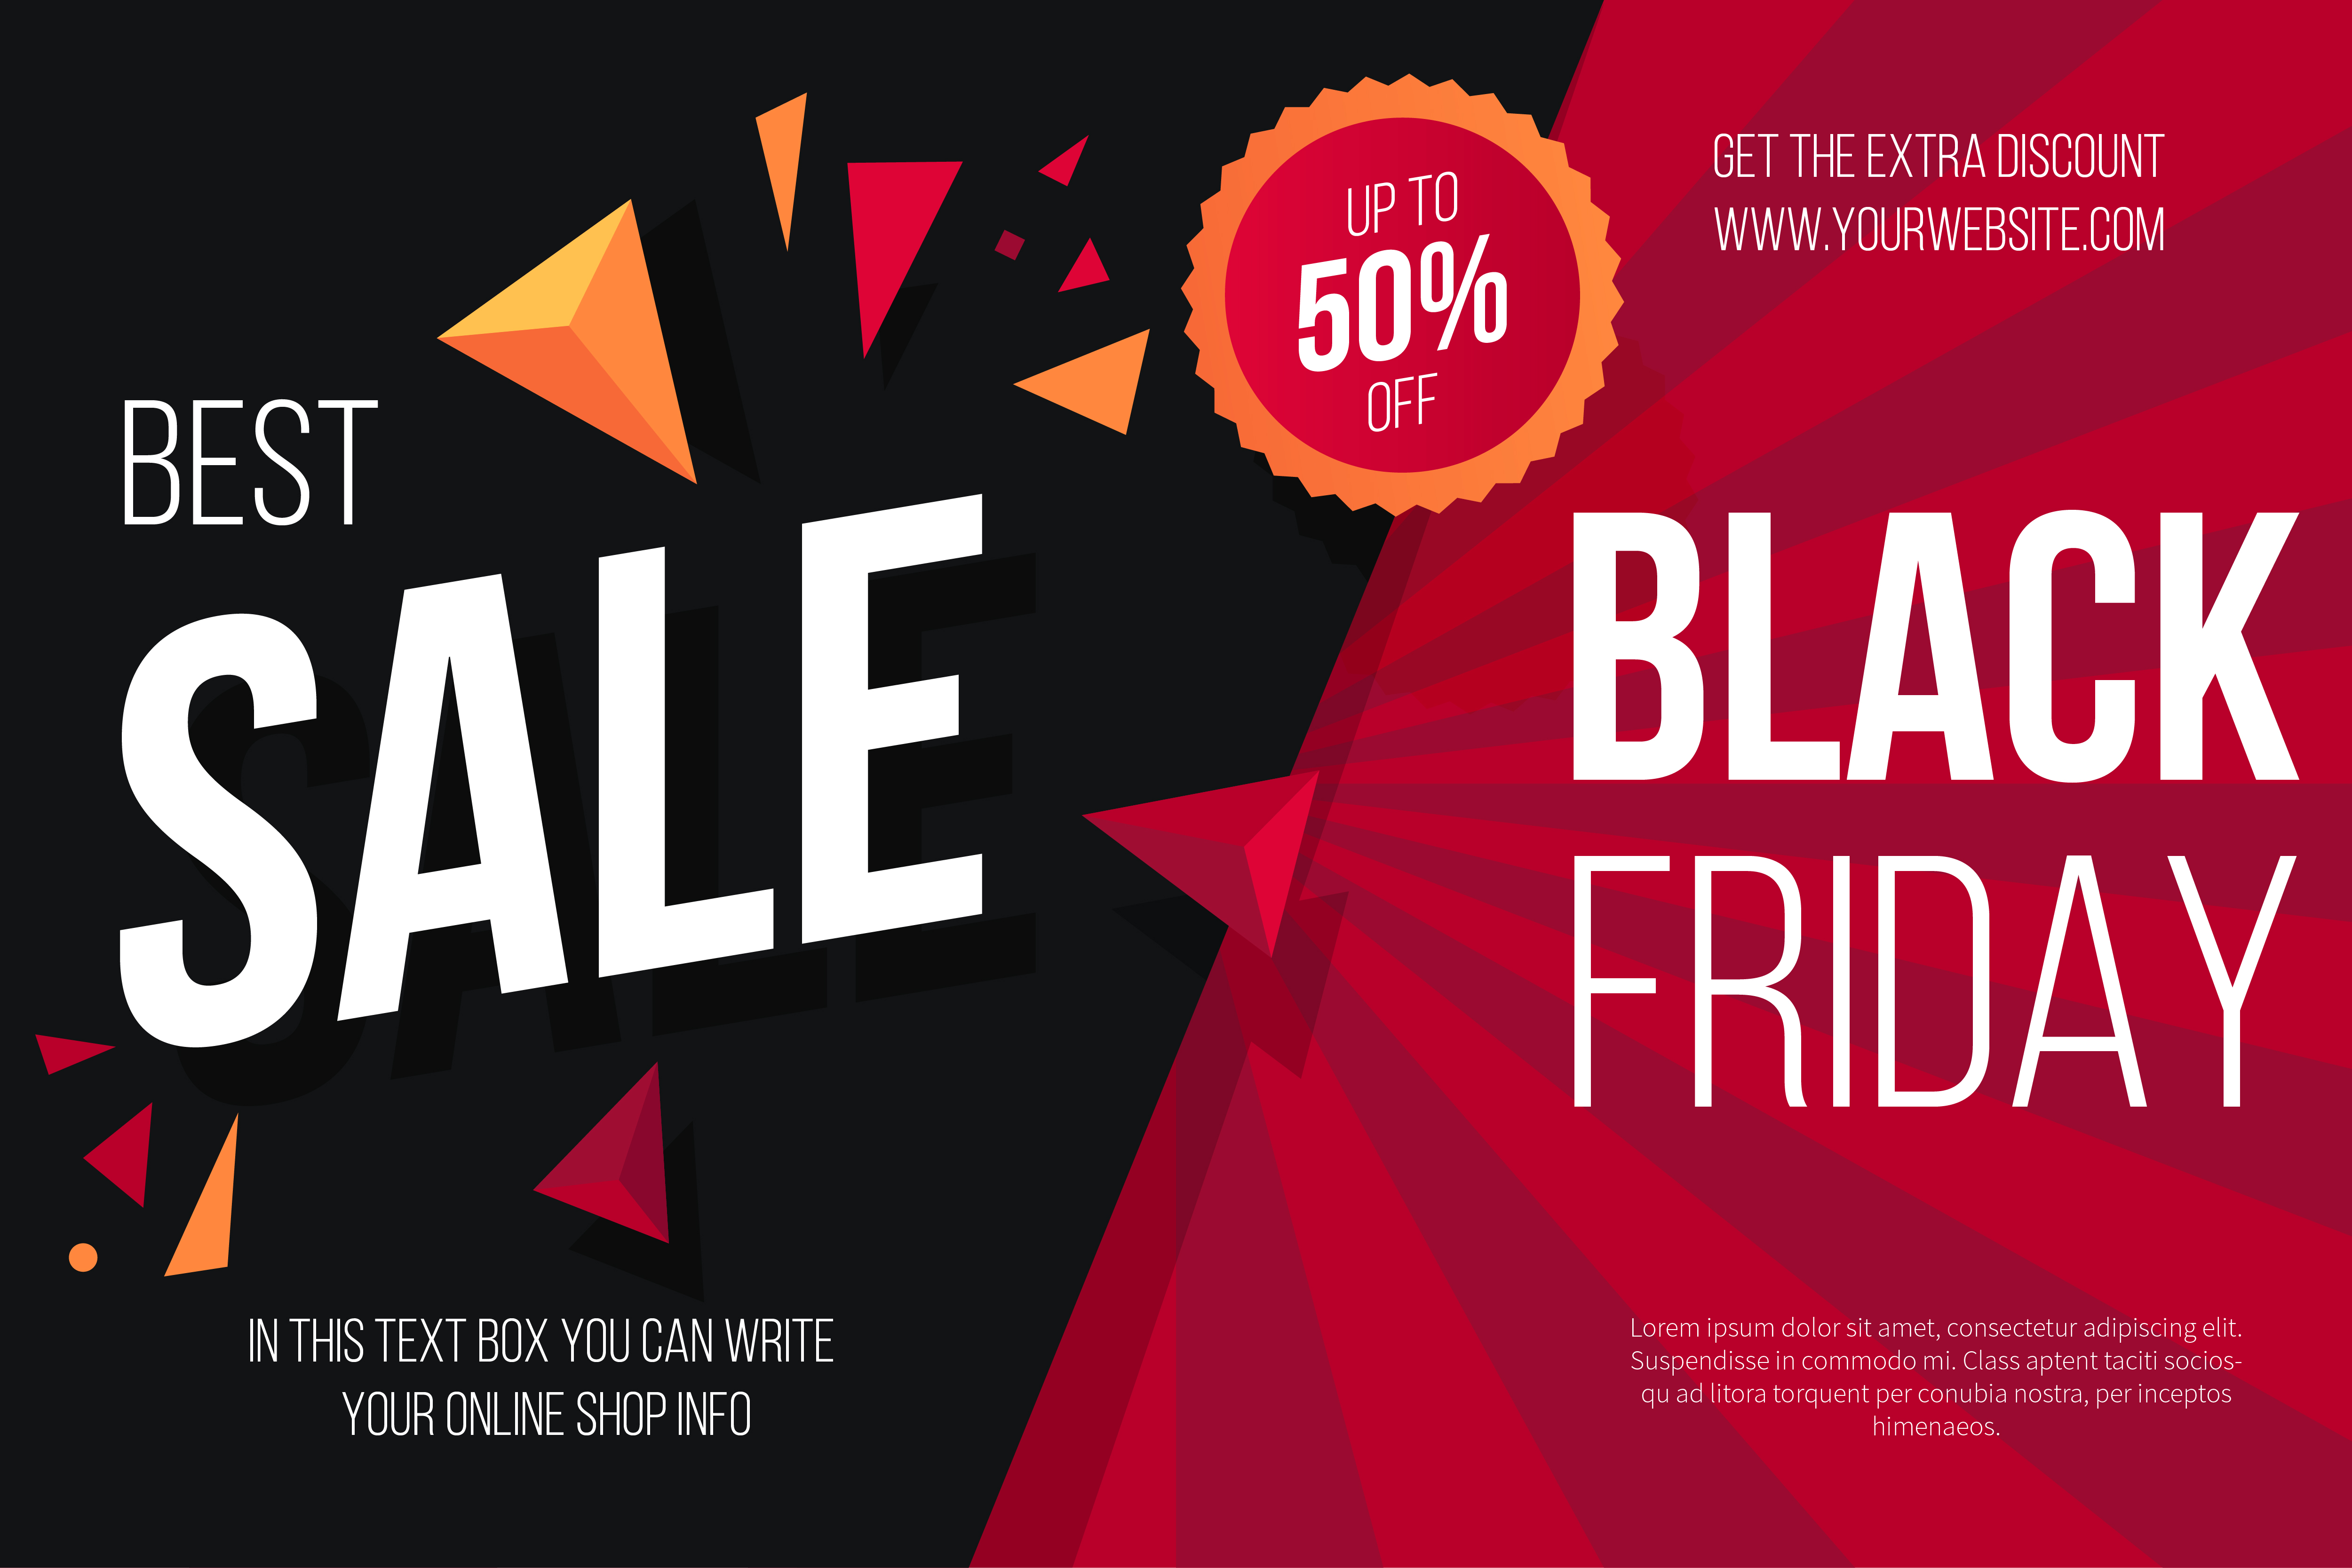 BEST
SALE
IN THIS TEXT BOX YOU CAN WRITE
YOUR ONLINE SHOP INFO
UP TO
50%
OFF
GET THE EXTRA DISCOUNT
WWW.YOURWEBSITE.COM
BLACK
FRIDAY
Lorem ipsum dolor sit amet, consectetur adipiscing elit.
Suspendisse in commodo mi. Class aptent taciti socios-
qu ad litora torquent per conubia nostra, per inceptos
himenaeos.